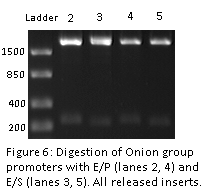 Ladder 2 3 4 5
1500
850
400
200
Figure 6: Digestion of Onion group
promoters with E/P (lanes 2, 4) and
E/S (lanes 3, 5). All released inserts.